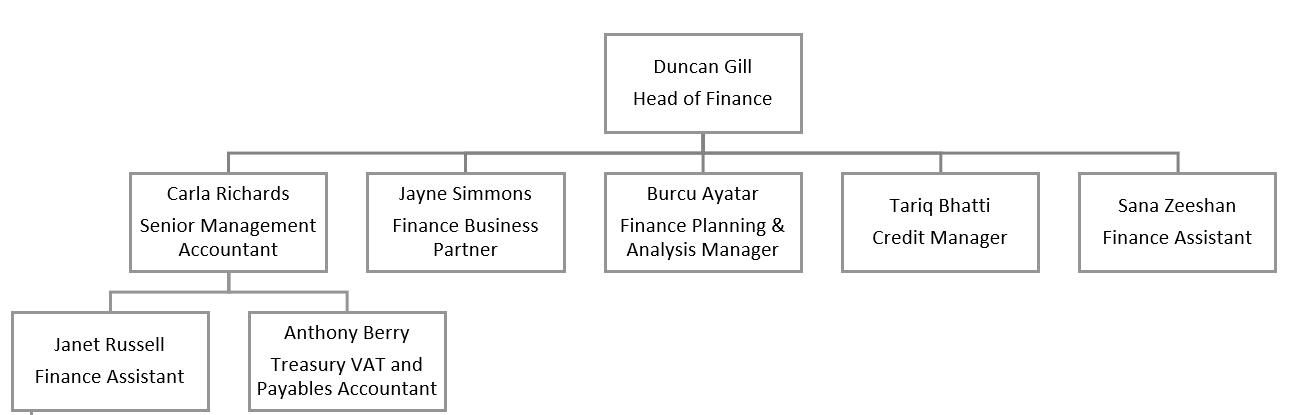 Duncan Gill
Head of Finance
Carla Richards
Senior Management
Accountant
Jayne Simmons
Finance Business
Partner
Burcu Ayatar
Finance Planning &
Analysis Manager
Tariq Bhatti
Credit Manager
Sana Zeeshan
Finance Assistant
Janet Russell
Finance Assistant
Anthony Berry
Treasury VAT and
Payables Accountant